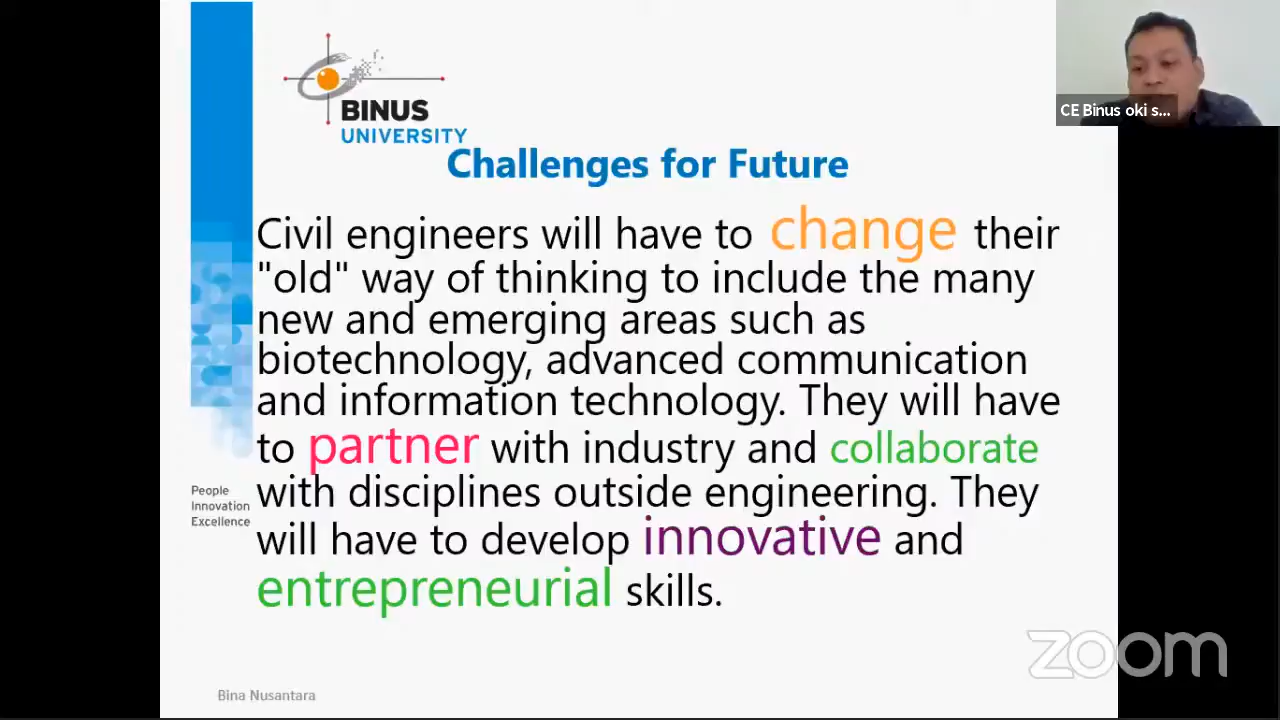 BINUS
UNIVERSITY
CE Binus oki s...
Challenges for Future
Civil engineers will have to change their
"old" way of thinking to include the many
new and emerging areas such as
biotechnology, advanced communication
and information technology. They will have
to partner with industry and collaborate
with disciplines outside engineering. They
will have to develop innovative and
entrepreneurial skills.
People
Innovation
Excellence
zoom
Bina Nusantara